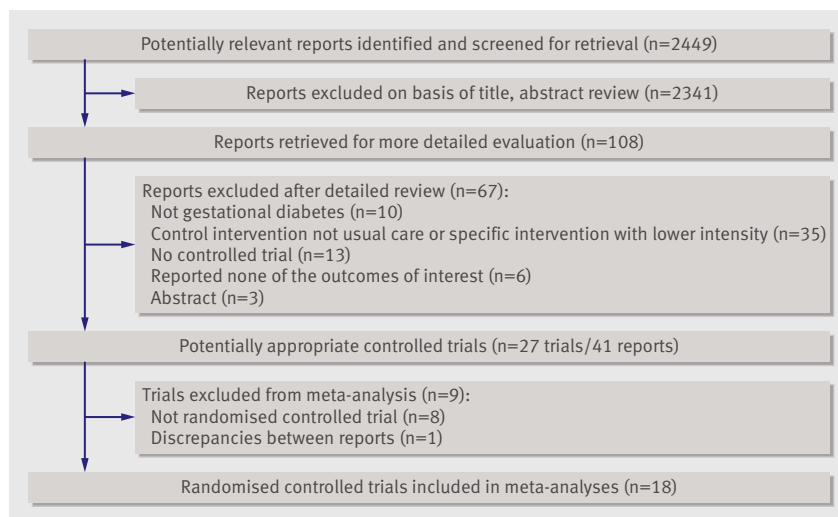 Potentially relevant reports identified and screened for retrieval (n=2449)
Reports excluded on basis of title, abstract review (n=2341)
Reports retrieved for more detailed evaluation (n=108)
Reports excluded after detailed review (n=67):
Not gestational diabetes (n=10)
Control intervention not usual care or specific intervention with lower intensity (n=35)
No controlled trial (n=13)
Reported none of the outcomes of interest (n=6)
Abstract (n=3)
Potentially appropriate controlled trials (n=27 trials/41 reports)
Trials excluded from meta-analysis (n=9):
Not randomised controlled trial (n=8)
Discrepancies between reports (n=1)
Randomised controlled trials included in meta-analyses (n=18)